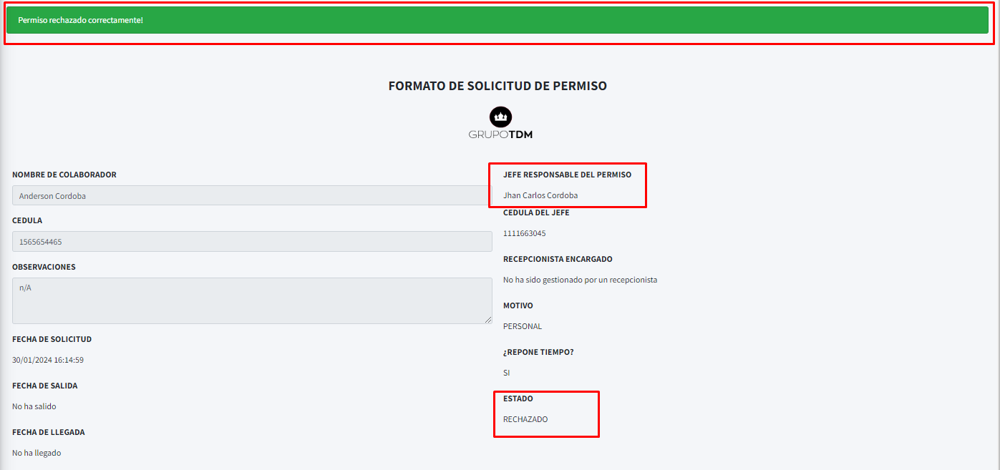 Permiso rechazado correctamente!
FORMATO DE SOLICITUD DE PERMISO
GRUPOTDM
NOMBRE DE COLABORADOR
Anderson Cordoba
CEDULA
1565654465
OBSERVACIONES
n/A
FECHA DE SOLICITUD
30/01/2024 16:14:59
FECHA DE SALIDA
No ha salido
FECHA DE LLEGADA
No ha llegado
JEFE RESPONSABLE DEL PERMISO
Jhan Carlos Cordoba
CEDULA DEL JEFE
1111663045
RECEPCIONISTA ENCARGADO
No ha sido gestionado por un recepcionista
MOTIVO
PERSONAL
¿REPONE TIEMPO?
SI
ESTADO
RECHAZADO